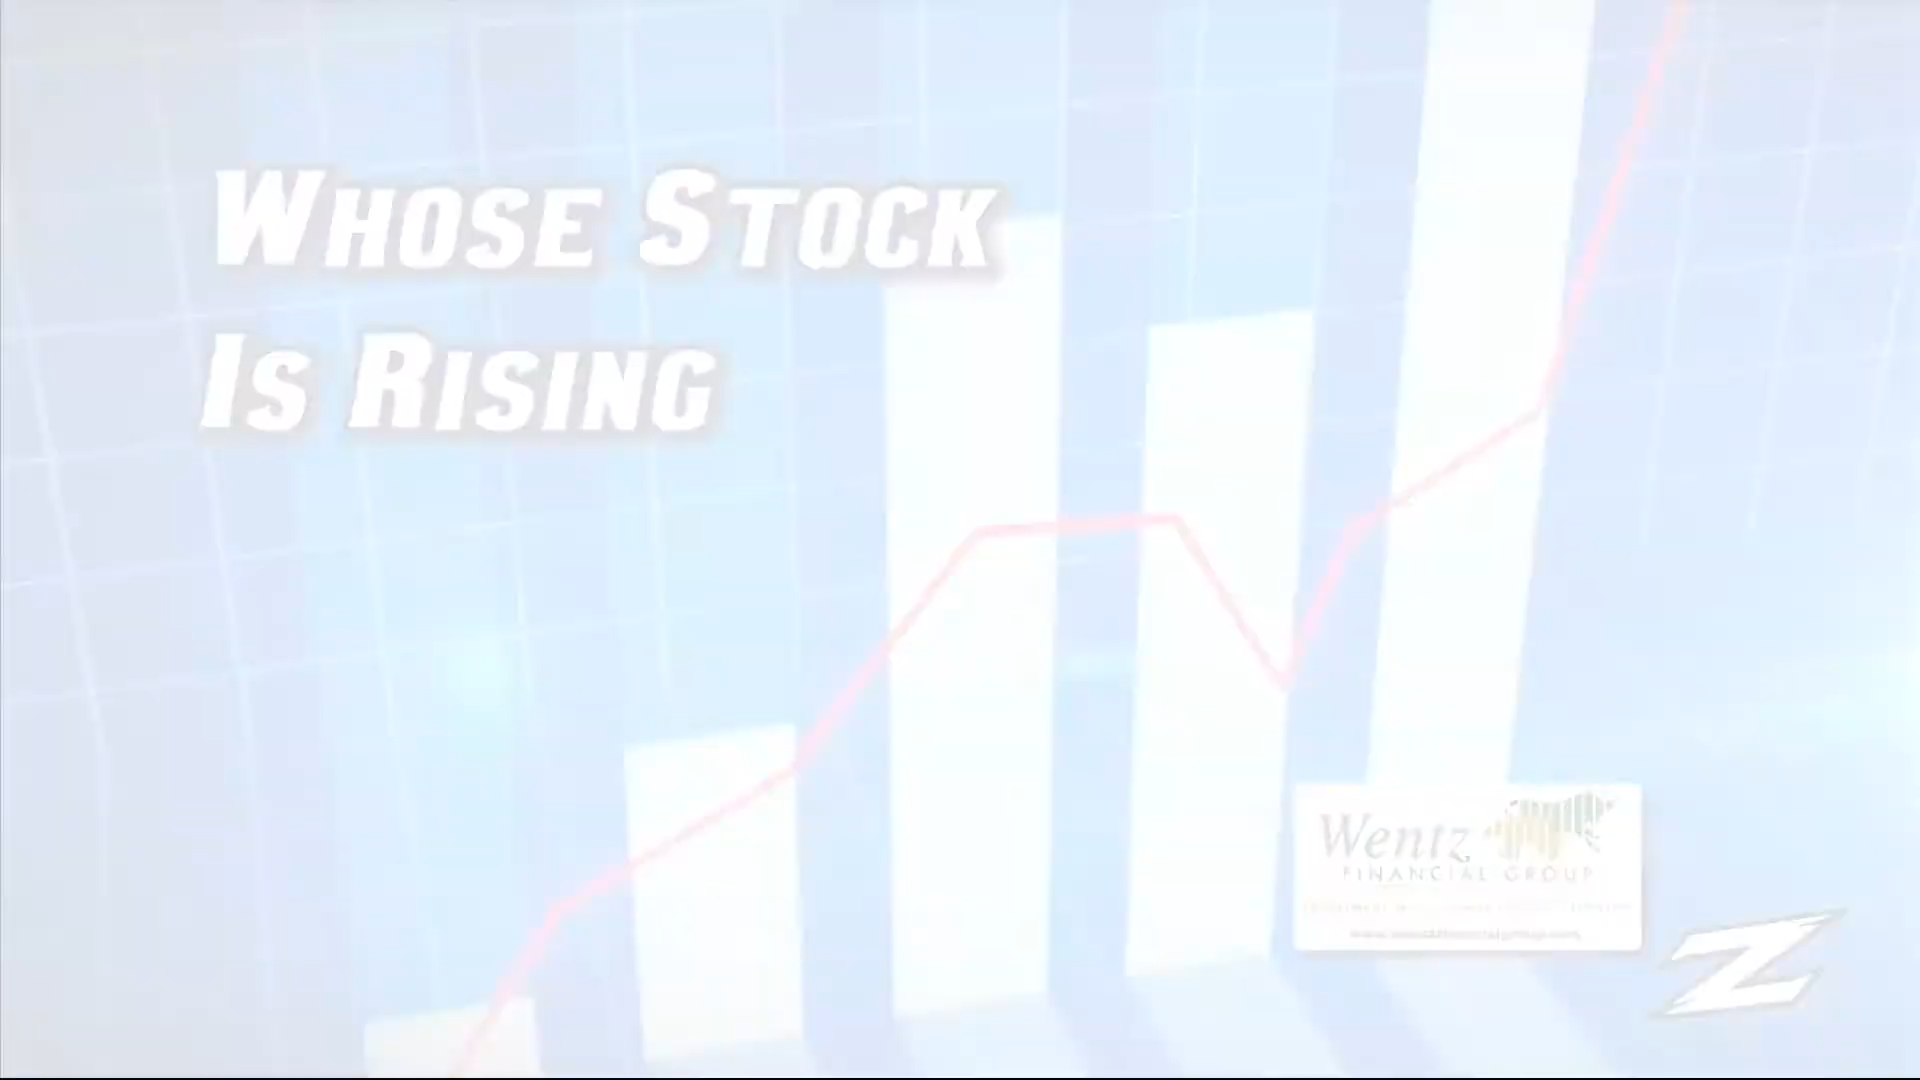 Whose Stock
Is Rising
Wentz
FINANCIAL GROUP
Z